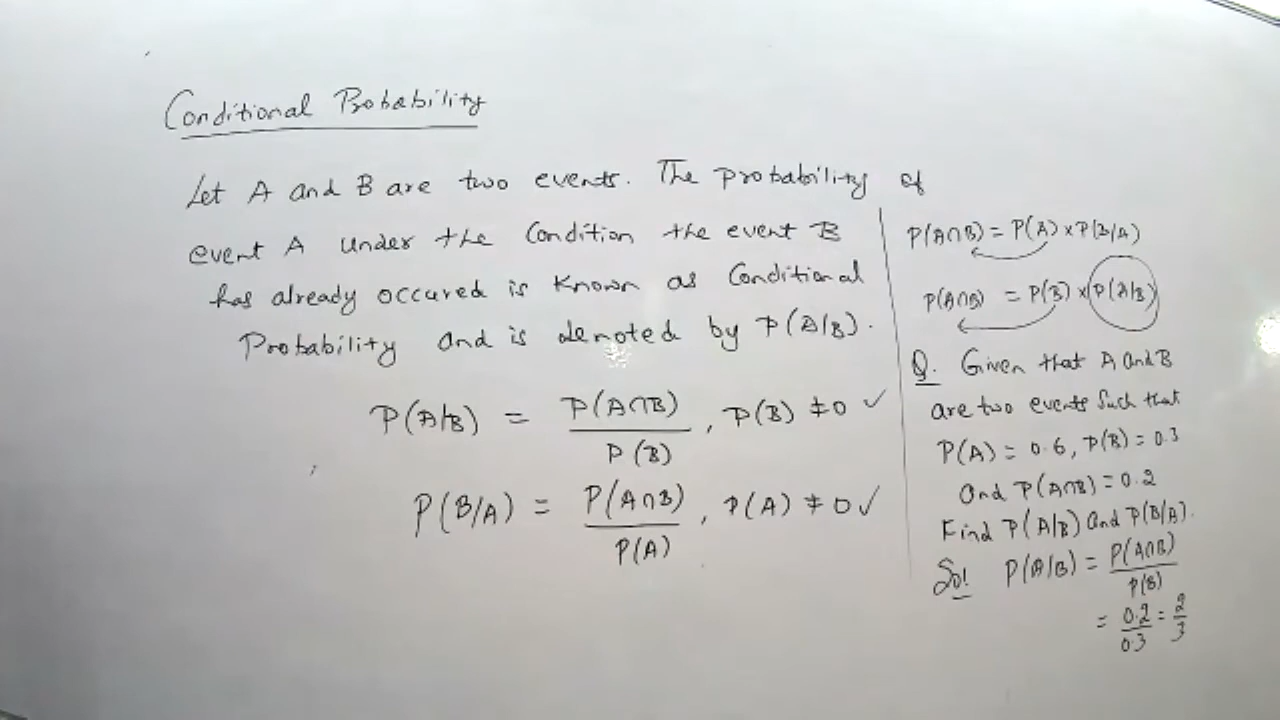 Conditional Probability
Let A and B are two events. The probability of
event A under the Condition the event B
has already occured is known as Conditional
Probability and is denoted by P(A/B).
P(A/B) = P(A∩B) / P(B), P(B) ≠ 0 ✓
P(B/A) = P(A∩B) / P(A), P(A) ≠ 0 ✓
P(A∩B) = P(A) × P(B/A)
P(A∩B) = P(B) × P(A/B)
Q. Given that A and B
are two events Such that
P(A) = 0.6, P(B) = 0.3
and P(A∩B) = 0.2
Find P(A/B) and P(B/A).
Sol P(A/B) = P(A∩B) / P(B)
= 0.2 / 0.3 = 2 / 3